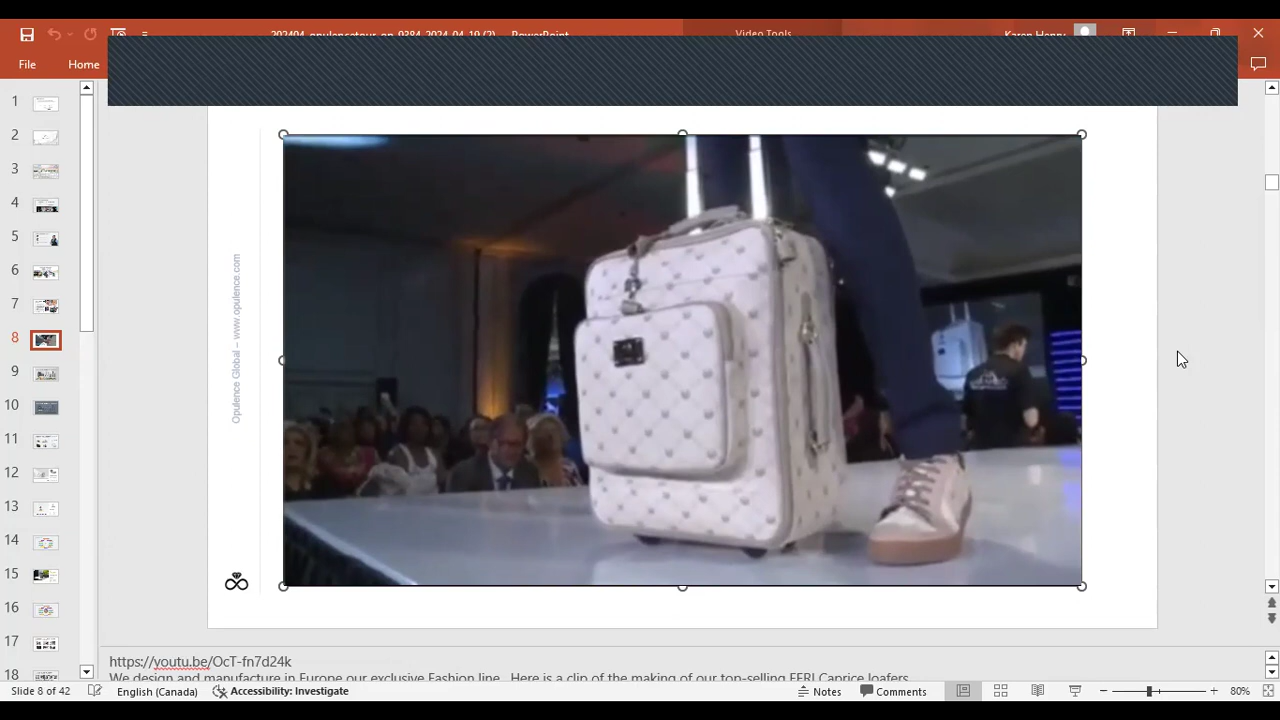 202404_opulencetour_en_9384_2024-04-19 (2) - PowerPoint
Video Tools
Karen Henry
File
Home
1
2
3
4
5
6
7
8
9
10
11
12
13
14
15
16
17
18
Opulence Global – www.opulence.com
https://youtu.be/OcT-fn7d24k
We design and manufacture in Europe our exclusive Fashion line. Here is a clip of the making of our top-selling FERI Caprice loafers
Slide 8 of 42
English (Canada)
Accessibility: Investigate
Notes
Comments
80%